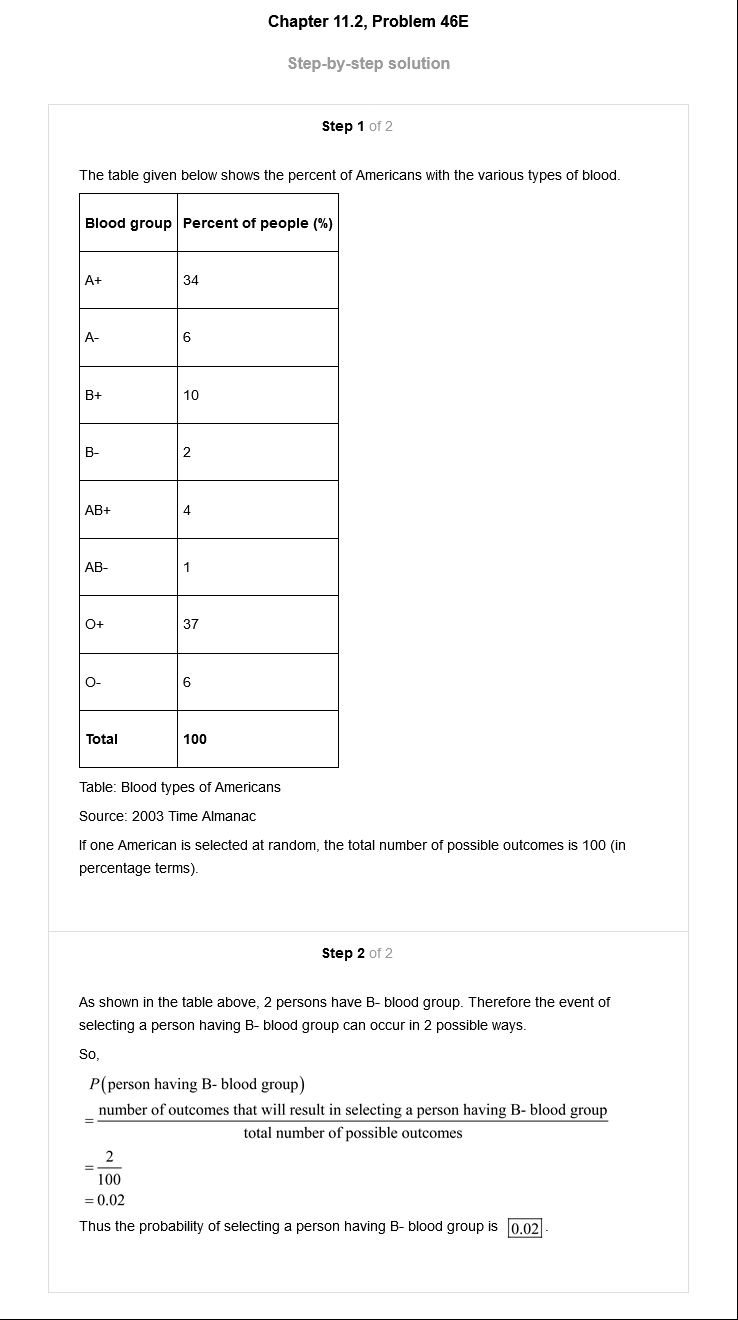 Chapter 11.2, Problem 46E
Step-by-step solution
Step 1 of 2
The table given below shows the percent of Americans with the various types of blood.
Blood group Percent of people (%)
A+ 34
A- 6
B+ 10
B- 2
AB+ 4
AB- 1
O+ 37
O- 6
Total 100
Table: Blood types of Americans
Source: 2003 Time Almanac
If one American is selected at random, the total number of possible outcomes is 100 (in
percentage terms).
Step 2 of 2
As shown in the table above, 2 persons have B- blood group. Therefore the event of
selecting a person having B- blood group can occur in 2 possible ways.
So,
P(person having B- blood group)
= number of outcomes that will result in selecting a person having B- blood group
total number of possible outcomes
= 2
100
= 0.02
Thus the probability of selecting a person having B- blood group is 0.02.